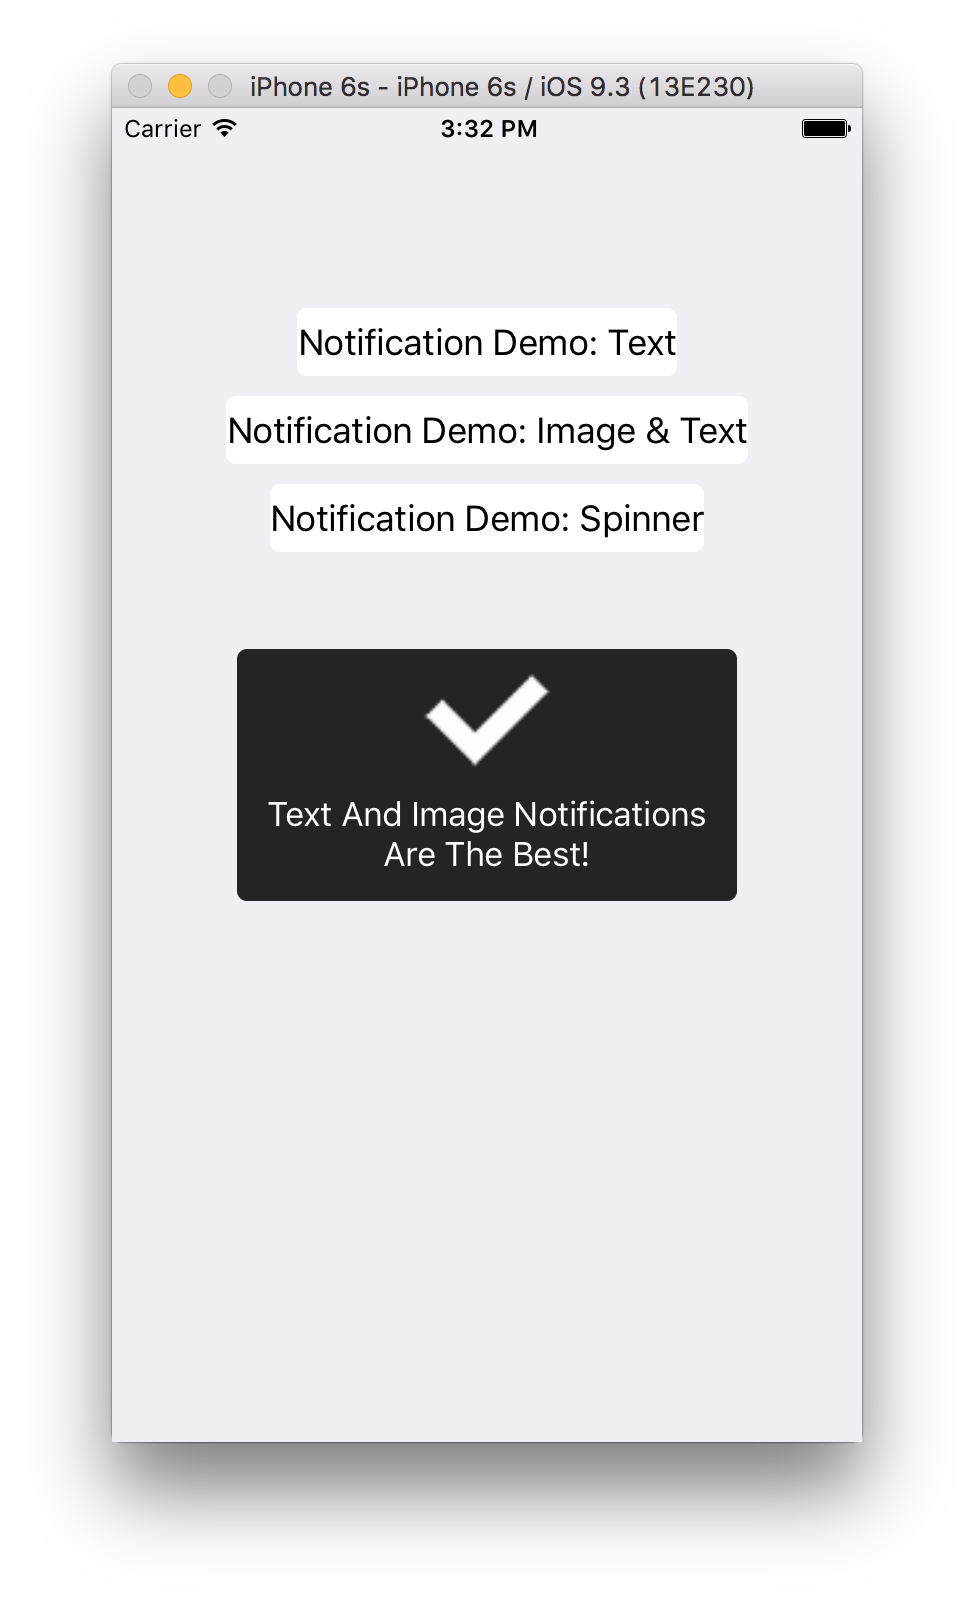 iPhone 6s - iPhone 6s / iOS 9.3 (13E230)
Carrier 3:32 PM
Notification Demo: Text
Notification Demo: Image & Text
Notification Demo: Spinner
Text And Image Notifications
Are The Best!